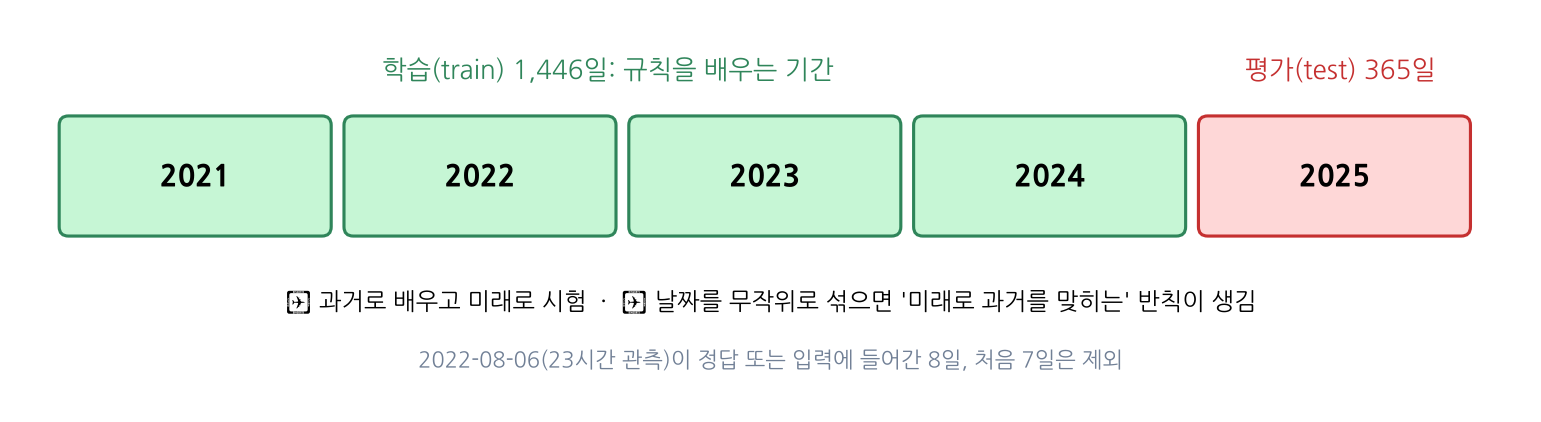 학습(train) 1,446일: 규칙을 배우는 기간
평가(test) 365일
2021
2022
2023
2024
2025
과거로 배우고 미래로 시험 · 날짜를 무작위로 섞으면 '미래로 과거를 맞히는' 반칙이 생김
2022-08-06(23시간 관측)이 정답 또는 입력에 들어간 8일, 처음 7일은 제외